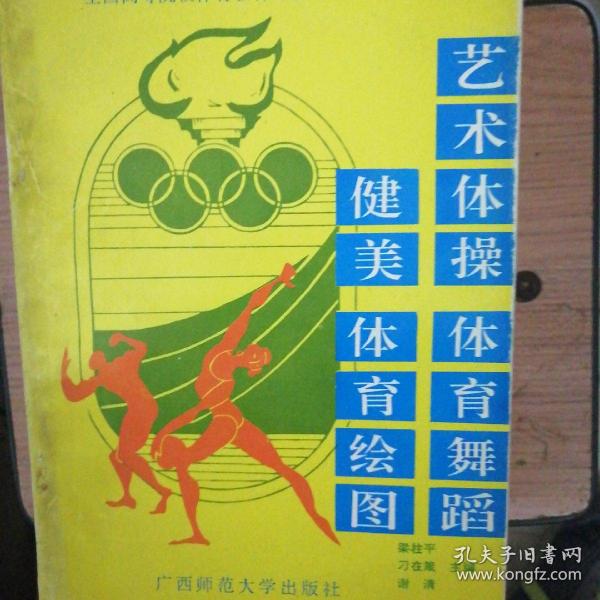 艺术体操
体育舞蹈
健美
体育绘图
梁柱平
刁在箴 主编
谢清
广西师范大学出版社
孔夫子旧书网
www.kongfz.com